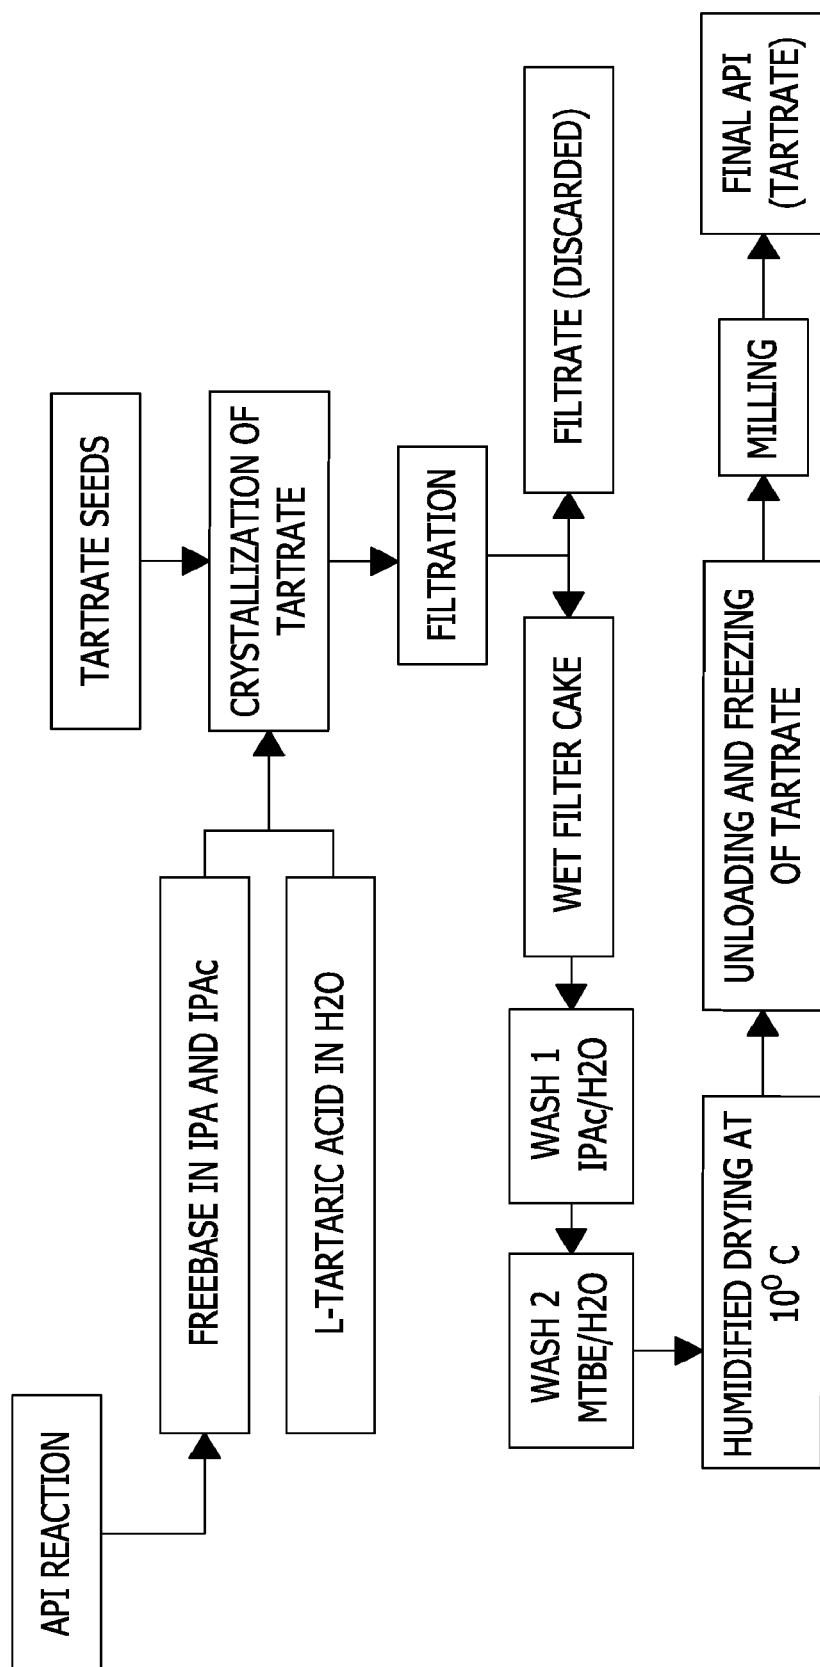 API REACTION
FREEBASE IN IPA AND IPAc
L-TARTARIC ACID IN H2O
TARTRATE SEEDS
CRYSTALLIZATION OF
TARTRATE
FILTRATION
FILTRATE (DISCARDED)
WET FILTER CAKE
WASH 1
IPAc/H2O
WASH 2
MTBE/H2O
HUMIDIFIED DRYING AT
10⁰ C
UNLOADING AND FREEZING
OF TARTRATE
MILLING
FINAL API
(TARTRATE)